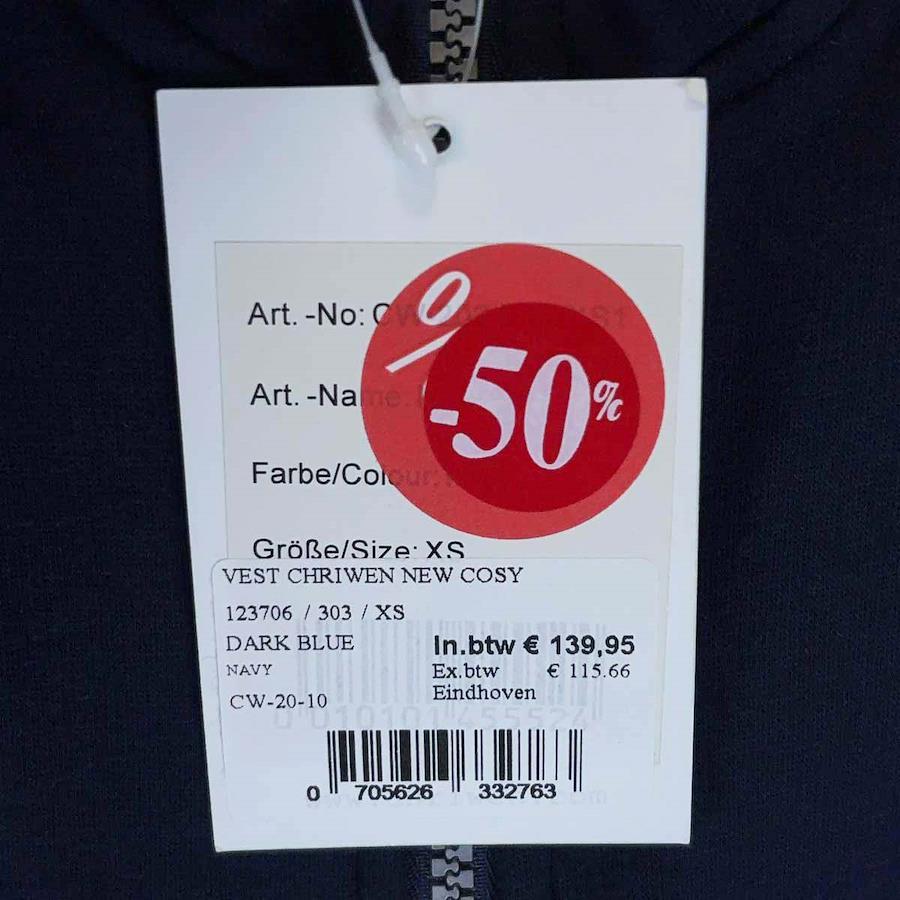 Art. -No:
%
-50%
Art. -Name:
Farbe/Colour:
Größe/Size: XS
VEST CHRIWEN NEW COSY
123706 / 303 / XS
DARK BLUE
In.btw € 139,95
NAVY
Ex.btw € 115.66
Eindhoven
CW-20-10
0 705626 332763